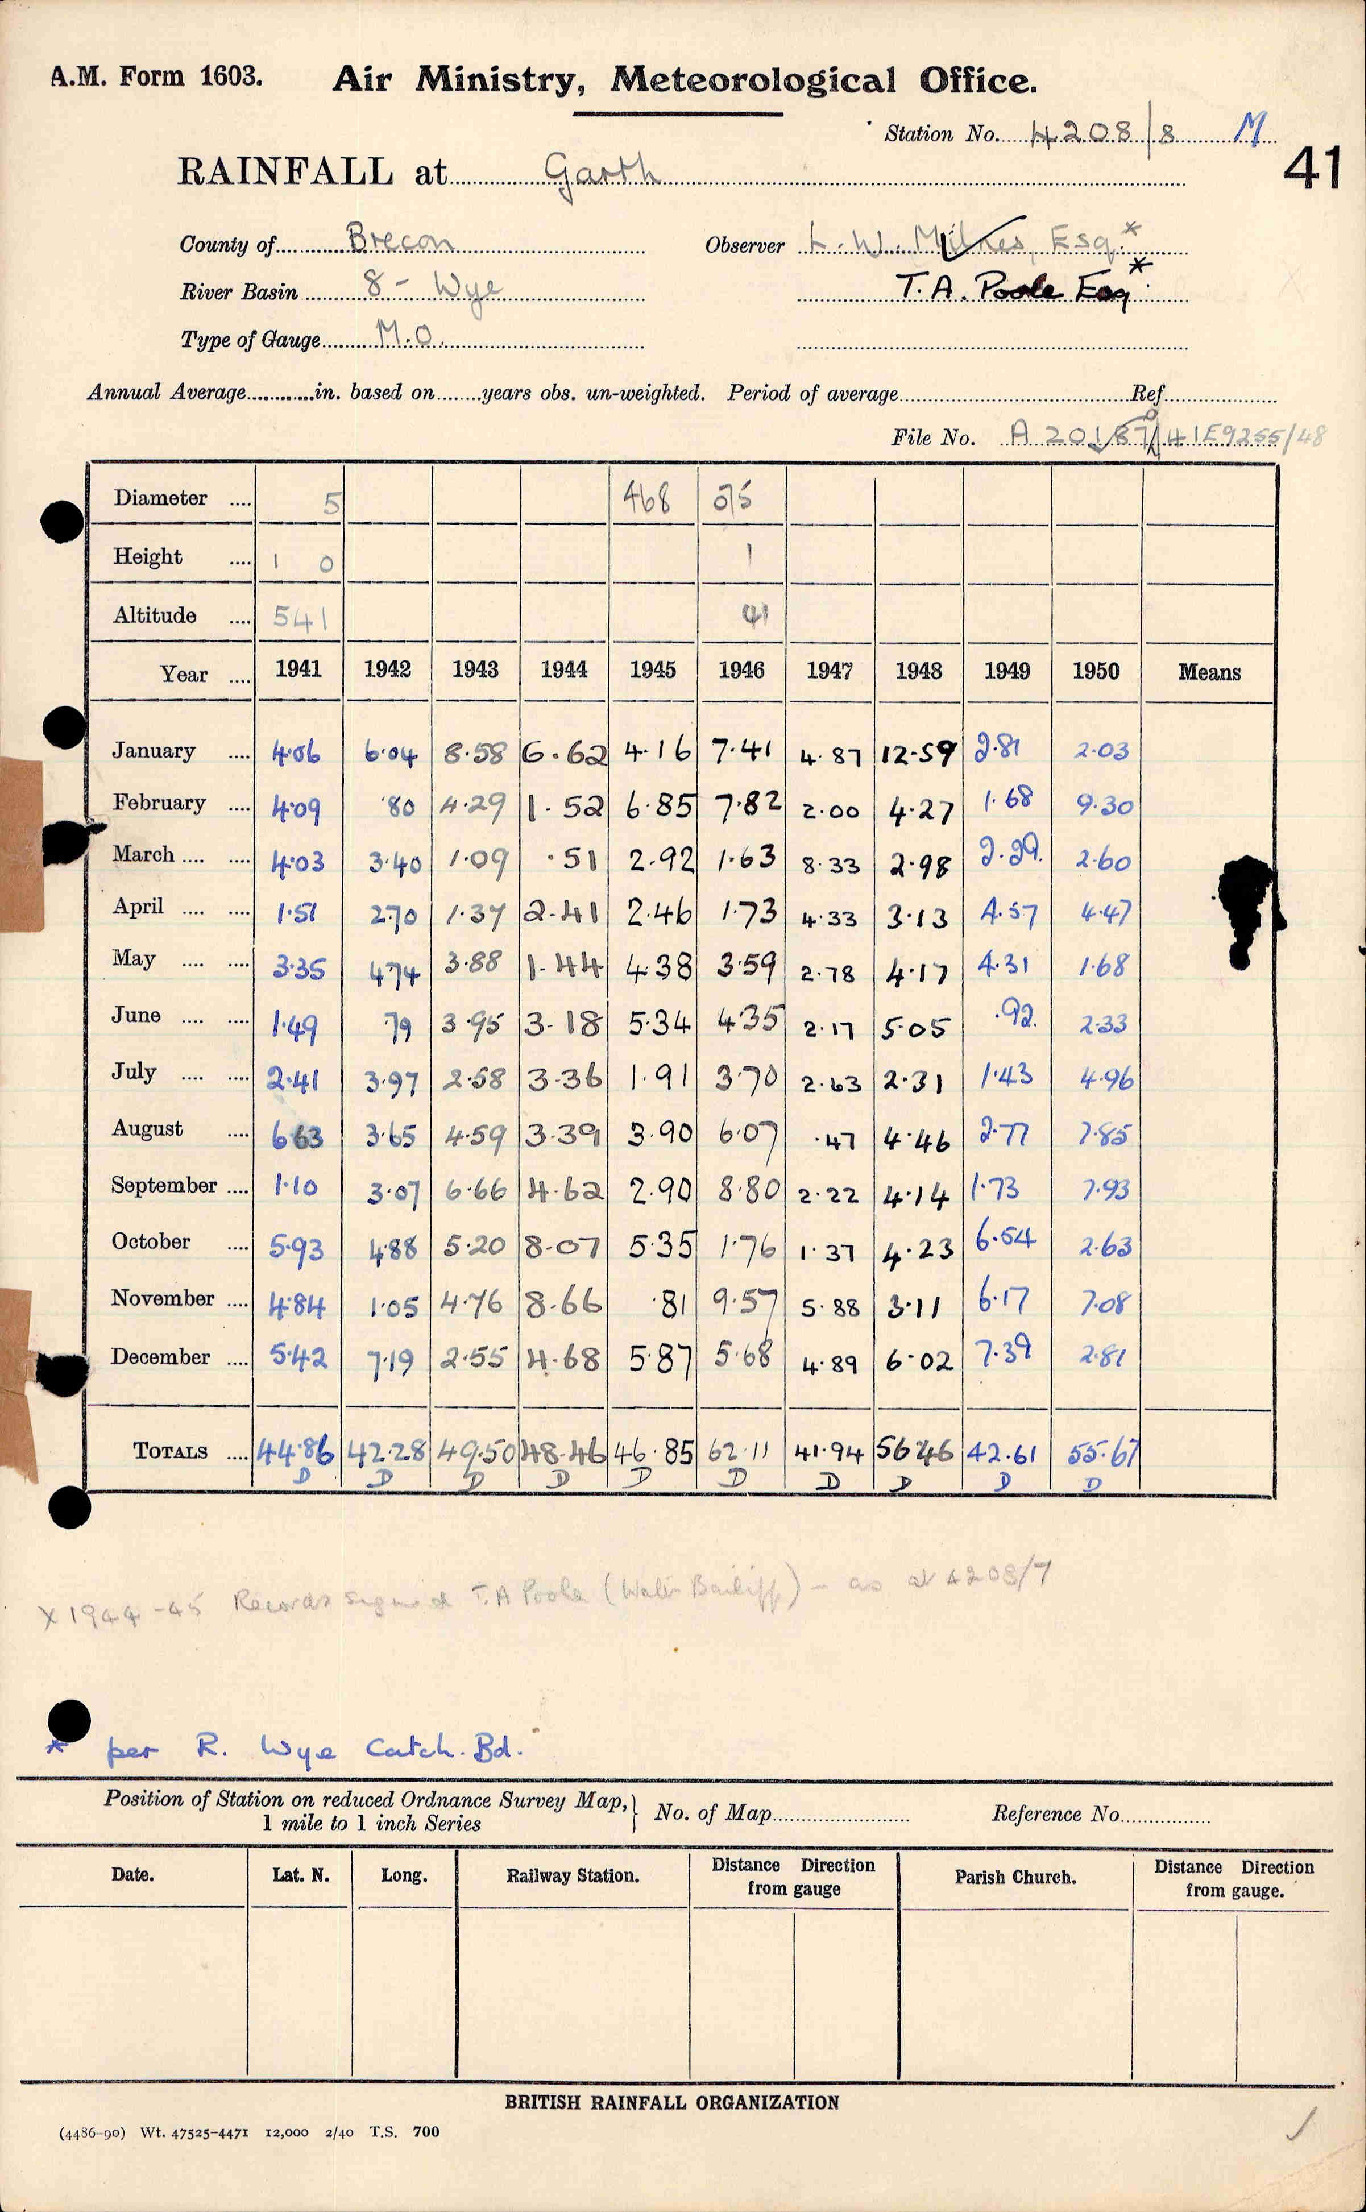 A.M. Form 1603. Air Ministry, Meteorological Office.
Station No. 4208/8 M
41
RAINFALL at Garth
County of Brecon Observer L. W. Milnes, Esq.*
River Basin 8 - Wye T. A. Poole Esq*
Type of Gauge M.O.
Annual Average in. based on years obs. un-weighted. Period of average Ref.
File No. A 20187/41 E9255/48
Diameter 5 468 075
Height 1 0 1
Altitude 541 41
Year 1941 1942 1943 1944 1945 1946 1947 1948 1949 1950 Means
January 4.06 6.04 8.58 6.62 4.16 7.41 4.87 12.59 2.81 2.03
February 4.09 .80 4.29 1.52 6.85 7.82 2.00 4.27 1.68 9.30
March 4.03 3.40 1.09 .51 2.92 1.63 8.33 2.98 2.29 2.60
April 1.51 2.70 1.37 2.41 2.46 1.73 4.33 3.13 4.57 4.47
May 3.35 4.74 3.88 1.44 4.38 3.59 2.78 4.17 4.31 1.68
June 1.49 .79 3.95 3.18 5.34 4.35 2.17 5.05 .92 2.33
July 2.41 3.97 2.58 3.36 1.91 3.70 2.63 2.31 1.43 4.96
August 6.63 3.65 4.59 3.39 3.90 6.07 .47 4.46 2.77 7.85
September 1.10 3.07 6.66 4.62 2.90 8.80 2.22 4.14 1.73 7.93
October 5.93 4.88 5.20 8.07 5.35 1.76 1.37 4.23 6.54 2.63
November 4.84 1.05 4.76 8.66 .81 9.57 5.88 3.11 6.17 7.08
December 5.42 7.19 2.55 4.68 5.87 5.68 4.89 6.02 7.39 2.81
TOTALS 44.86 42.28 49.50 48.46 46.85 62.11 41.94 56.46 42.61 55.67
D D D D D D D D D D
X 1944-45 Records signed T. A Poole (Water Bailiff) - as at 4208/7
* per R. Wye Catch. Bd.
Position of Station on reduced Ordnance Survey Map, 1 mile to 1 inch Series No. of Map Reference No.
Date. Lat. N. Long. Railway Station. Distance Direction from gauge Parish Church. Distance Direction from gauge.
BRITISH RAINFALL ORGANIZATION
(4486-90) Wt. 47525-4471 12,000 2/40 T.S. 700